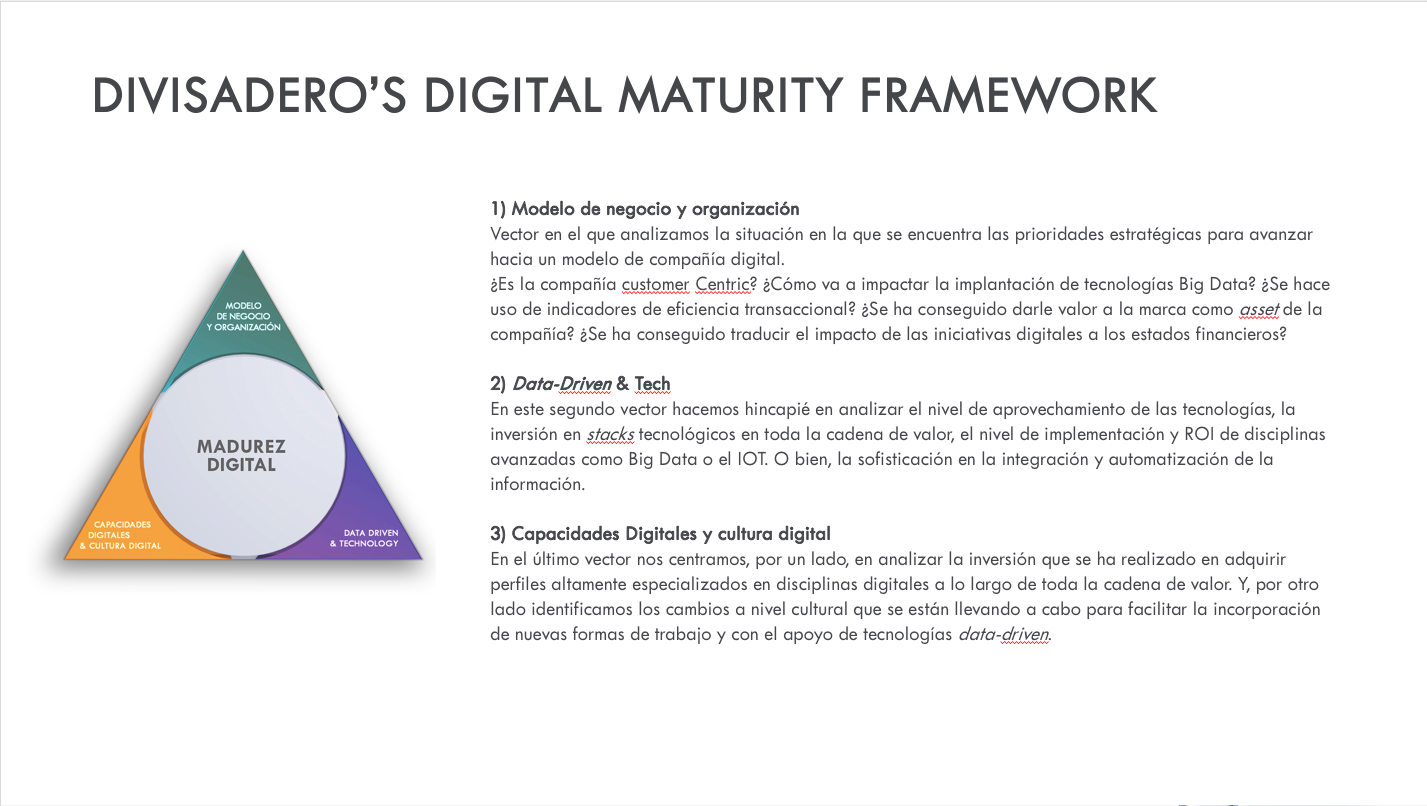 DIVISADERO’S DIGITAL MATURITY FRAMEWORK
MODELO
DE NEGOCIO
Y ORGANIZACIÓN
MADUREZ
DIGITAL
CAPACIDADES
DIGITALES
& CULTURA DIGITAL
DATA DRIVEN
& TECHNOLOGY
1) Modelo de negocio y organización
Vector en el que analizamos la situación en la que se encuentra las prioridades estratégicas para avanzar
hacia un modelo de compañía digital.
¿Es la compañía customer Centric? ¿Cómo va a impactar la implantación de tecnologías Big Data? ¿Se hace
uso de indicadores de eficiencia transaccional? ¿Se ha conseguido darle valor a la marca como asset de la
compañía? ¿Se ha conseguido traducir el impacto de las iniciativas digitales a los estados financieros?
2) Data-Driven & Tech
En este segundo vector hacemos hincapié en analizar el nivel de aprovechamiento de las tecnologías, la
inversión en stacks tecnológicos en toda la cadena de valor, el nivel de implementación y ROI de disciplinas
avanzadas como Big Data o el IOT. O bien, la sofisticación en la integración y automatización de la
información.
3) Capacidades Digitales y cultura digital
En el último vector nos centramos, por un lado, en analizar la inversión que se ha realizado en adquirir
perfiles altamente especializados en disciplinas digitales a lo largo de toda la cadena de valor. Y, por otro
lado identificamos los cambios a nivel cultural que se están llevando a cabo para facilitar la incorporación
de nuevas formas de trabajo y con el apoyo de tecnologías data-driven.